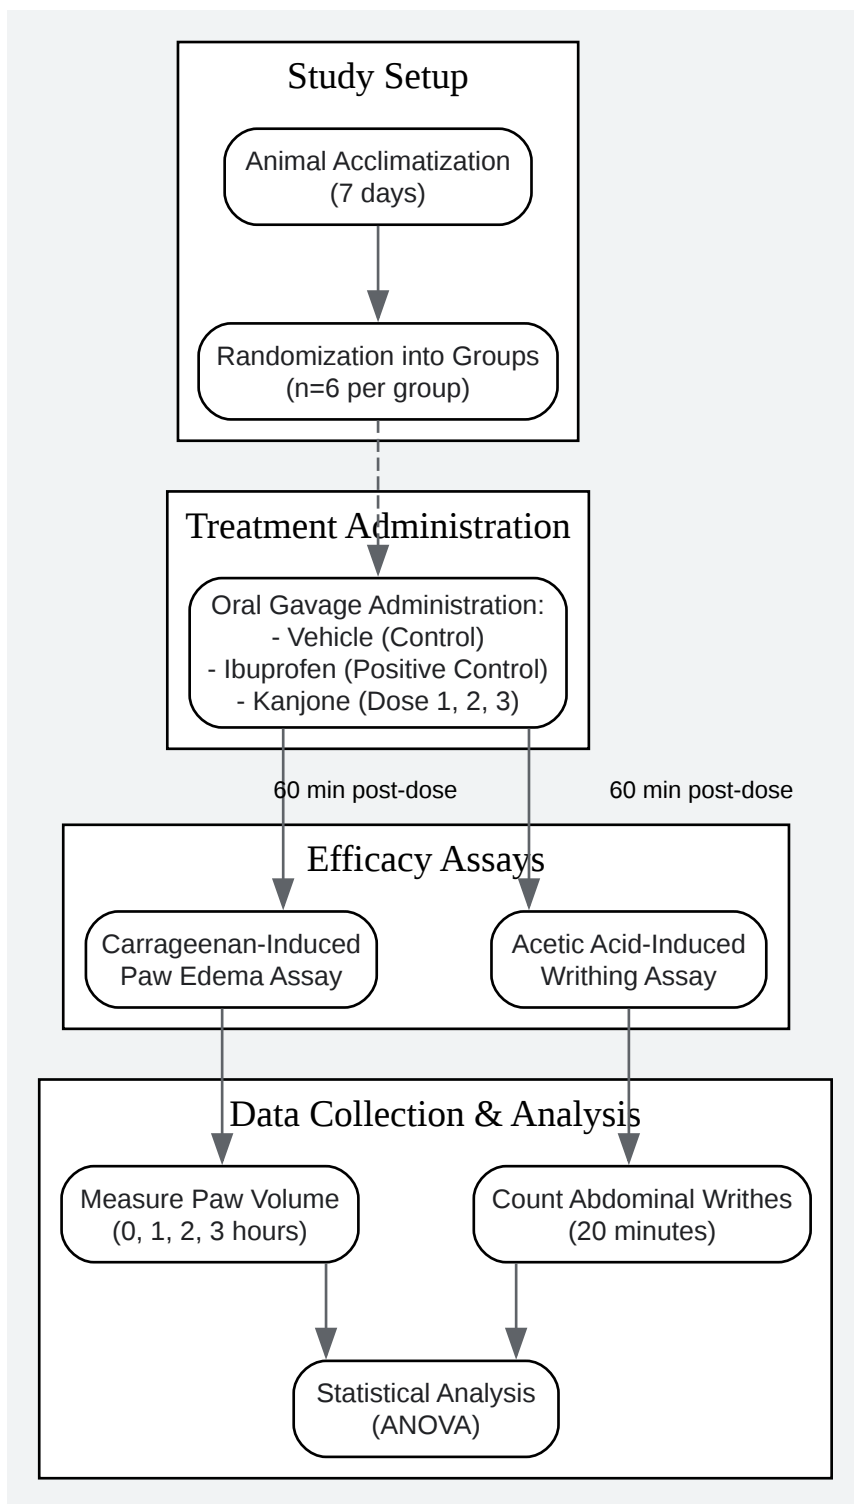 Study Setup
Animal Acclimatization
(7 days)
Randomization into Groups
(n=6 per group)
Treatment Administration
Oral Gavage Administration:
- Vehicle (Control)
- Ibuprofen (Positive Control)
- Kanjone (Dose 1, 2, 3)
60 min post-dose
60 min post-dose
Efficacy Assays
Carrageenan-Induced
Paw Edema Assay
Acetic Acid-Induced
Writhing Assay
Data Collection & Analysis
Measure Paw Volume
(0, 1, 2, 3 hours)
Count Abdominal Writhes
(20 minutes)
Statistical Analysis
(ANOVA)